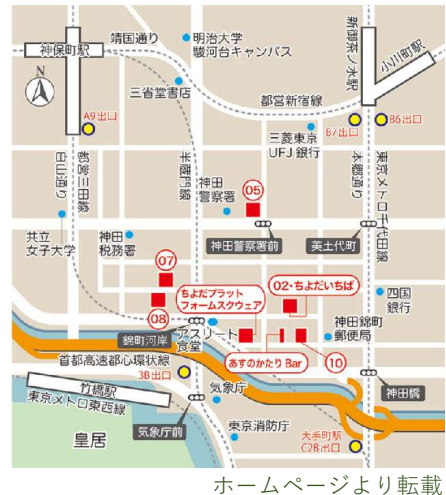 靖国通り
明治大学
駿河台キャンパス
新御茶ノ水駅
小川町駅
神保町駅
N
三省堂書店
都営新宿線
A9出口
B7出口
B6出口
三菱東京
UFJ 銀行
白山通り
都営三田線
半蔵門線
本郷通り
東京メトロ千代田線
神田
警察署
05
共立
女子大学
神田
税務署
神田警察署前
美土代町
07
08
ちよだプラット
フォームスクウェア
02・ちよだいちば
四国
銀行
錦町河岸
アスリート
食堂
神田錦町
郵便局
あすのかたり Bar
10
首都高速都心環状線
3B出口
竹橋駅
東京メトロ東西線
気象庁
神田橋
気象庁前
皇居
東京消防庁
大手町駅
C2B出口
ホームページより転載